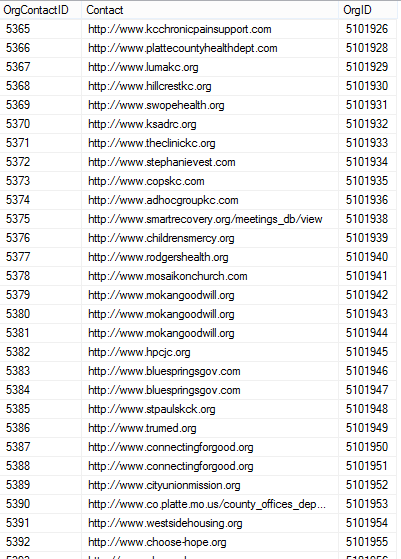 OrgContactID Contact OrgID
5365 http://www.kcchronicpainsupport.com 5101926
5366 http://www.plattecountyhealthdept.com 5101928
5367 http://www.lumakc.org 5101929
5368 http://www.hillcrestkc.org 5101930
5369 http://www.swopehealth.org 5101931
5370 http://www.ksadrc.org 5101932
5371 http://www.theclinickc.org 5101933
5372 http://www.stephanievest.com 5101934
5373 http://www.copskc.com 5101935
5374 http://www.adhocgroupkc.com 5101936
5375 http://www.smartrecovery.org/meetings_db/view 5101938
5376 http://www.childrensmercy.org 5101939
5377 http://www.rodgershealth.org 5101940
5378 http://www.mosaikonchurch.com 5101941
5379 http://www.mokangoodwill.org 5101942
5380 http://www.mokangoodwill.org 5101943
5381 http://www.mokangoodwill.org 5101944
5382 http://www.hpcjc.org 5101945
5383 http://www.bluespringsgov.com 5101946
5384 http://www.bluespringsgov.com 5101947
5385 http://www.stpaulskck.org 5101948
5386 http://www.trumed.org 5101949
5387 http://www.connectingforgood.org 5101950
5388 http://www.connectingforgood.org 5101951
5389 http://www.cityunionmission.org 5101952
5390 http://www.co.platte.mo.us/county_offices_dep... 5101953
5391 http://www.westsidehousing.org 5101954
5392 http://www.choose-hope.org 5101955